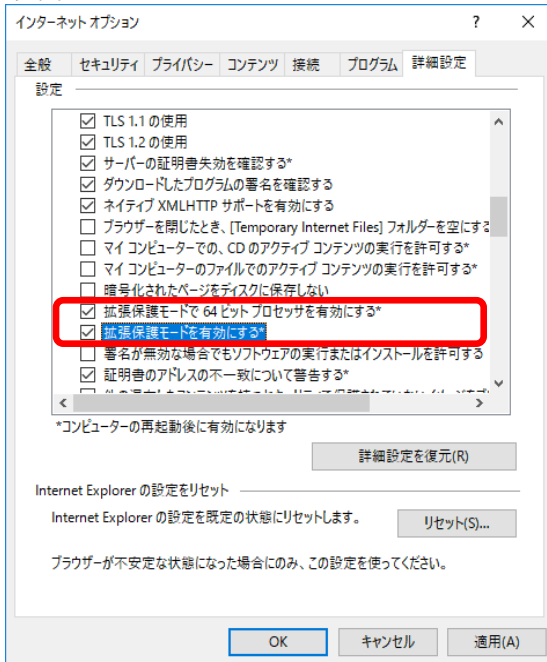 インターネット オプション
?
×
全般 セキュリティ プライバシー コンテンツ 接続 プログラム 詳細設定
設定
TLS 1.1 の使用
TLS 1.2 の使用
サーバーの証明書失効を確認する*
ダウンロードしたプログラムの署名を確認する
ネイティブ XMLHTTP サポートを有効にする
ブラウザーを閉じたとき、[Temporary Internet Files] フォルダーを空にす
マイ コンピューターでの、CD のアクティブ コンテンツの実行を許可する*
マイ コンピューターのファイルでのアクティブ コンテンツの実行を許可する*
暗号化されたページをディスクに保存しない
拡張保護モードで 64 ビット プロセッサを有効にする*
拡張保護モードを有効にする*
署名が無効な場合でもソフトウェアの実行またはインストールを許可する
証明書のアドレスの不一致について警告する*
*コンピューターの再起動後に有効になります
詳細設定を復元(R)
Internet Explorer の設定をリセット
Internet Explorer の設定を既定の状態にリセットします。
リセット(S)...
ブラウザーが不安定な状態になった場合にのみ、この設定を使ってください。
OK キャンセル 適用(A)